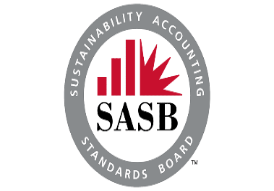 SUSTAINABILITY ACCOUNTING
SASB
STANDARDS BOARD
TM